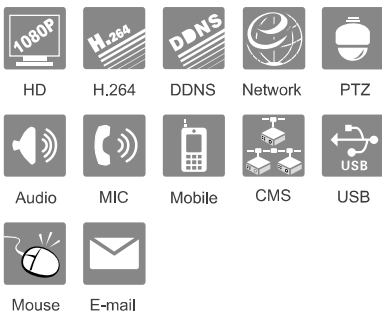 1080P
H.264
DDNS
HD
H.264
DDNS
Network
PTZ
USB
Audio
MIC
Mobile
CMS
USB
Mouse
E-mail